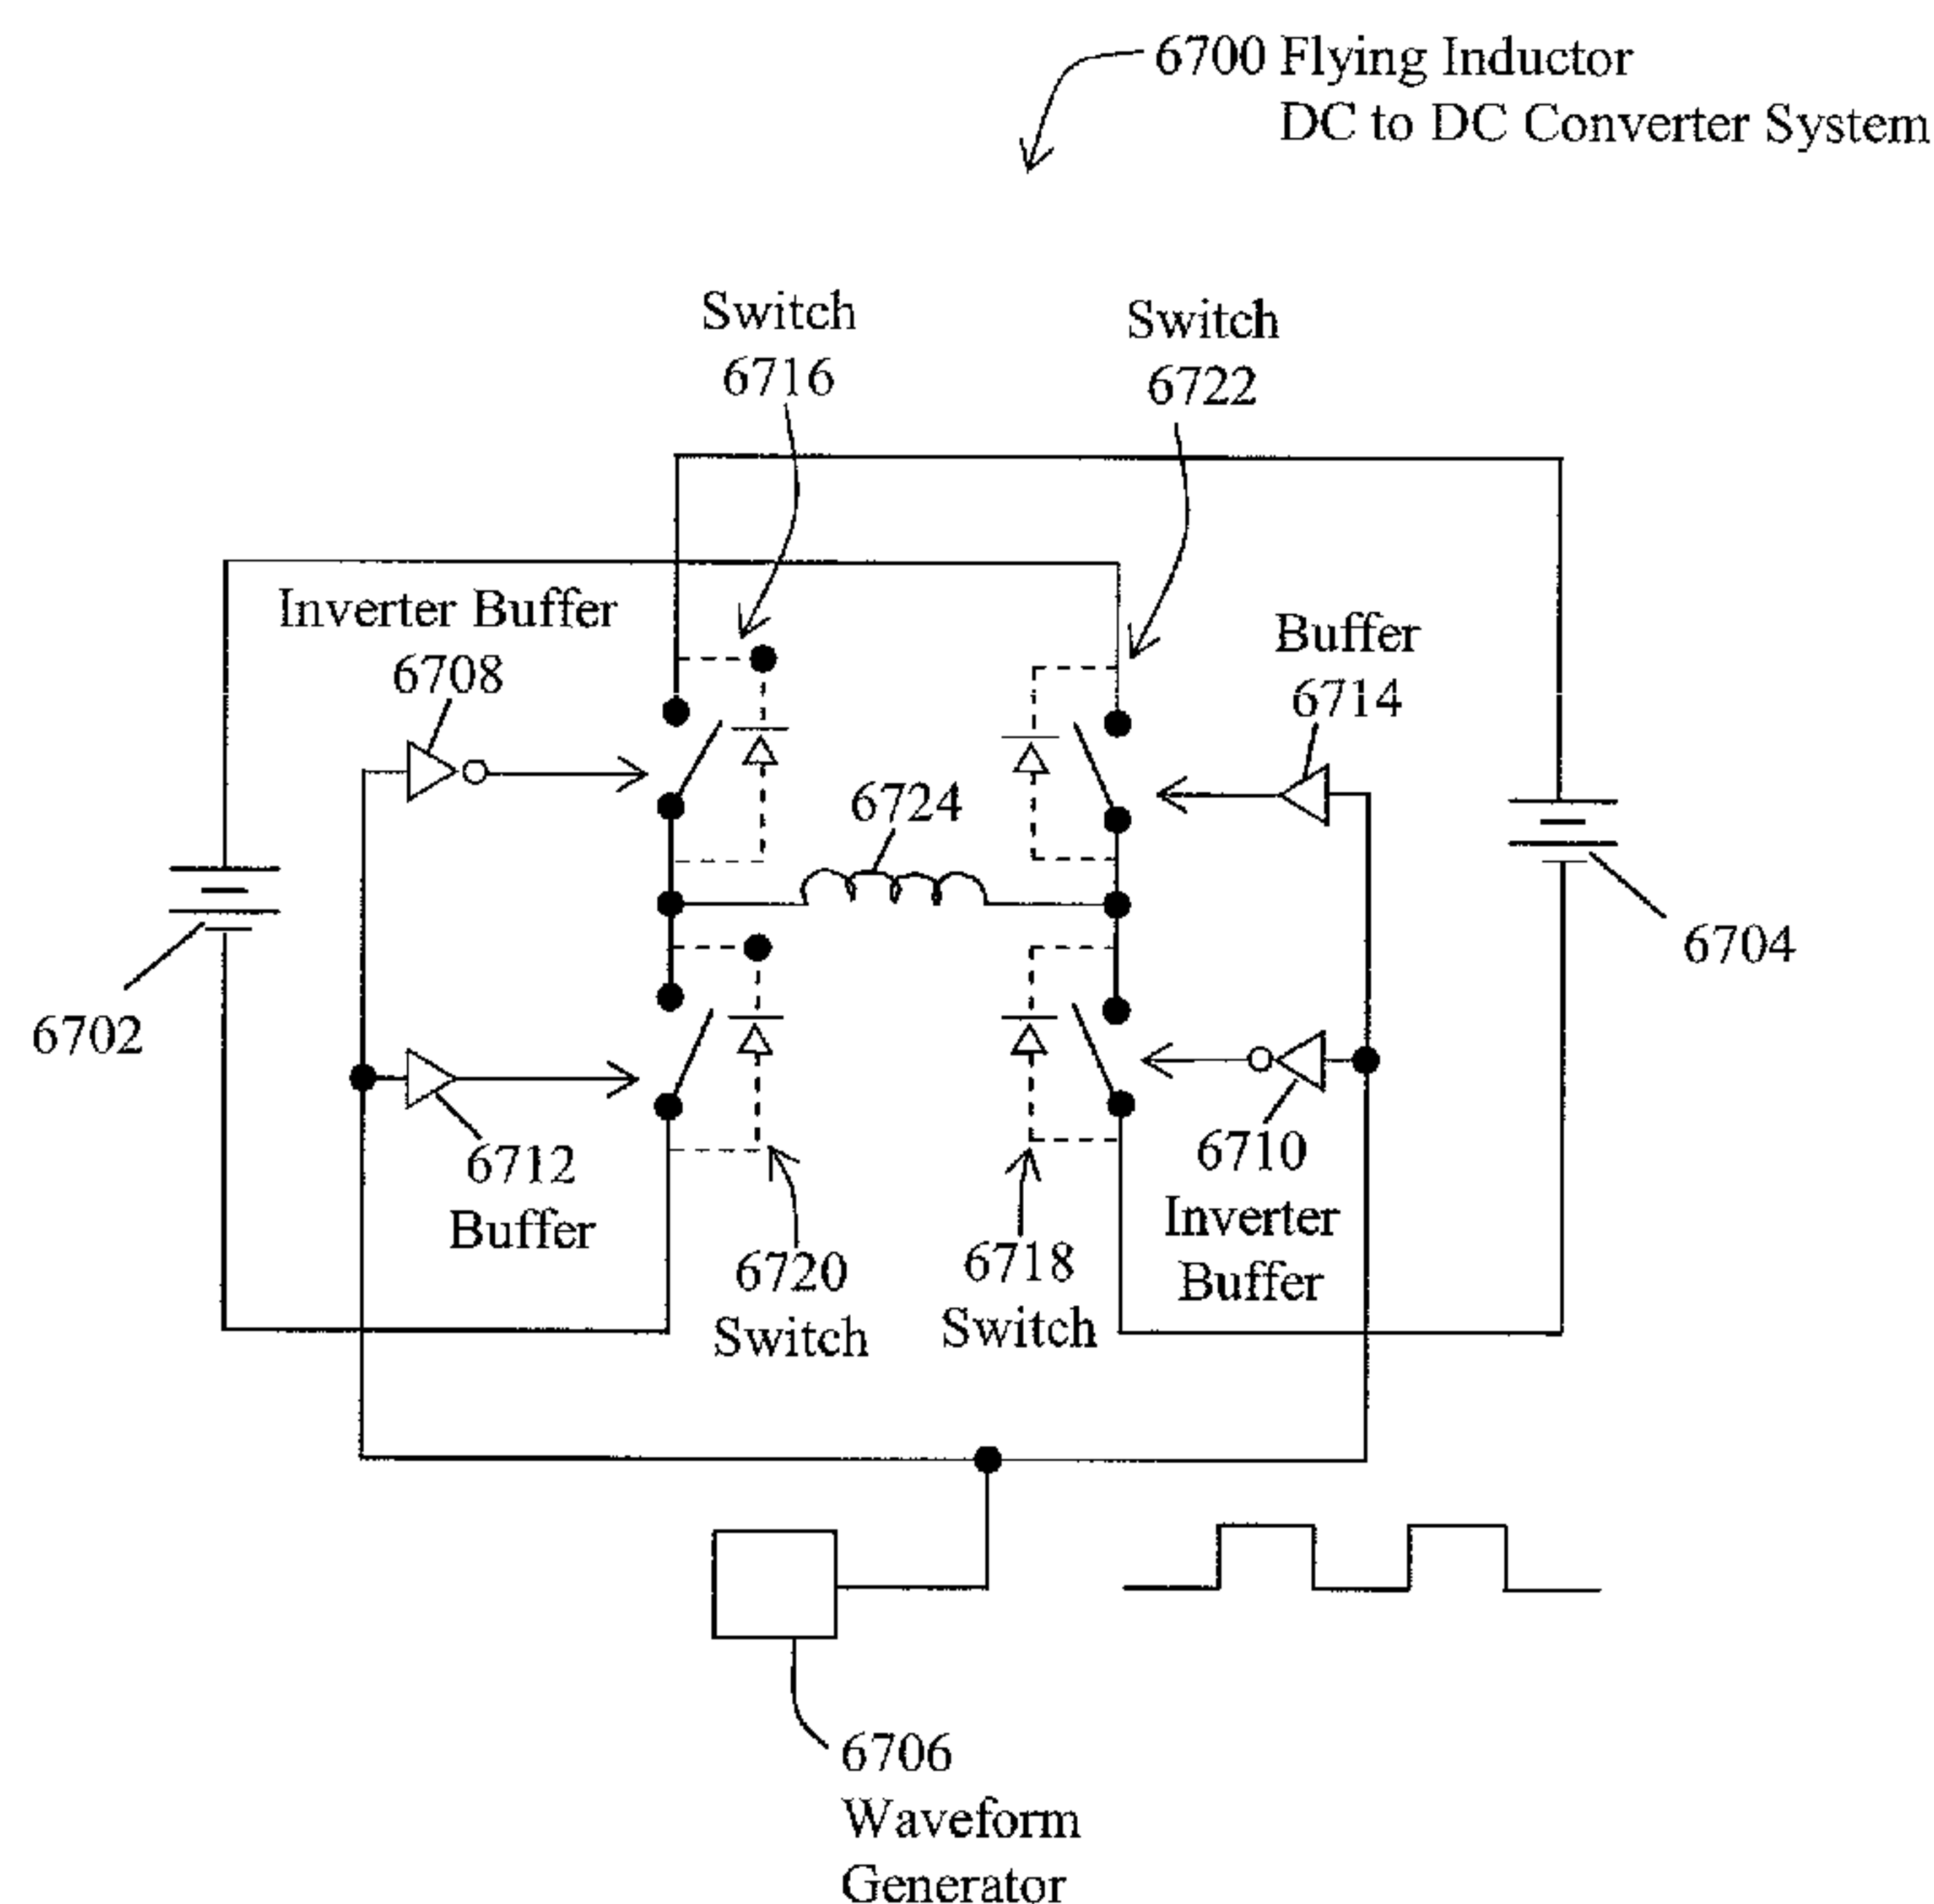 6700 Flying Inductor
DC to DC Converter System
Switch
6716
Switch
6722
Inverter Buffer
6708
Buffer
6714
6724
6702
6704
6712
Buffer
6710
Inverter
Buffer
6720
Switch
6718
Switch
6706
Waveform
Generator